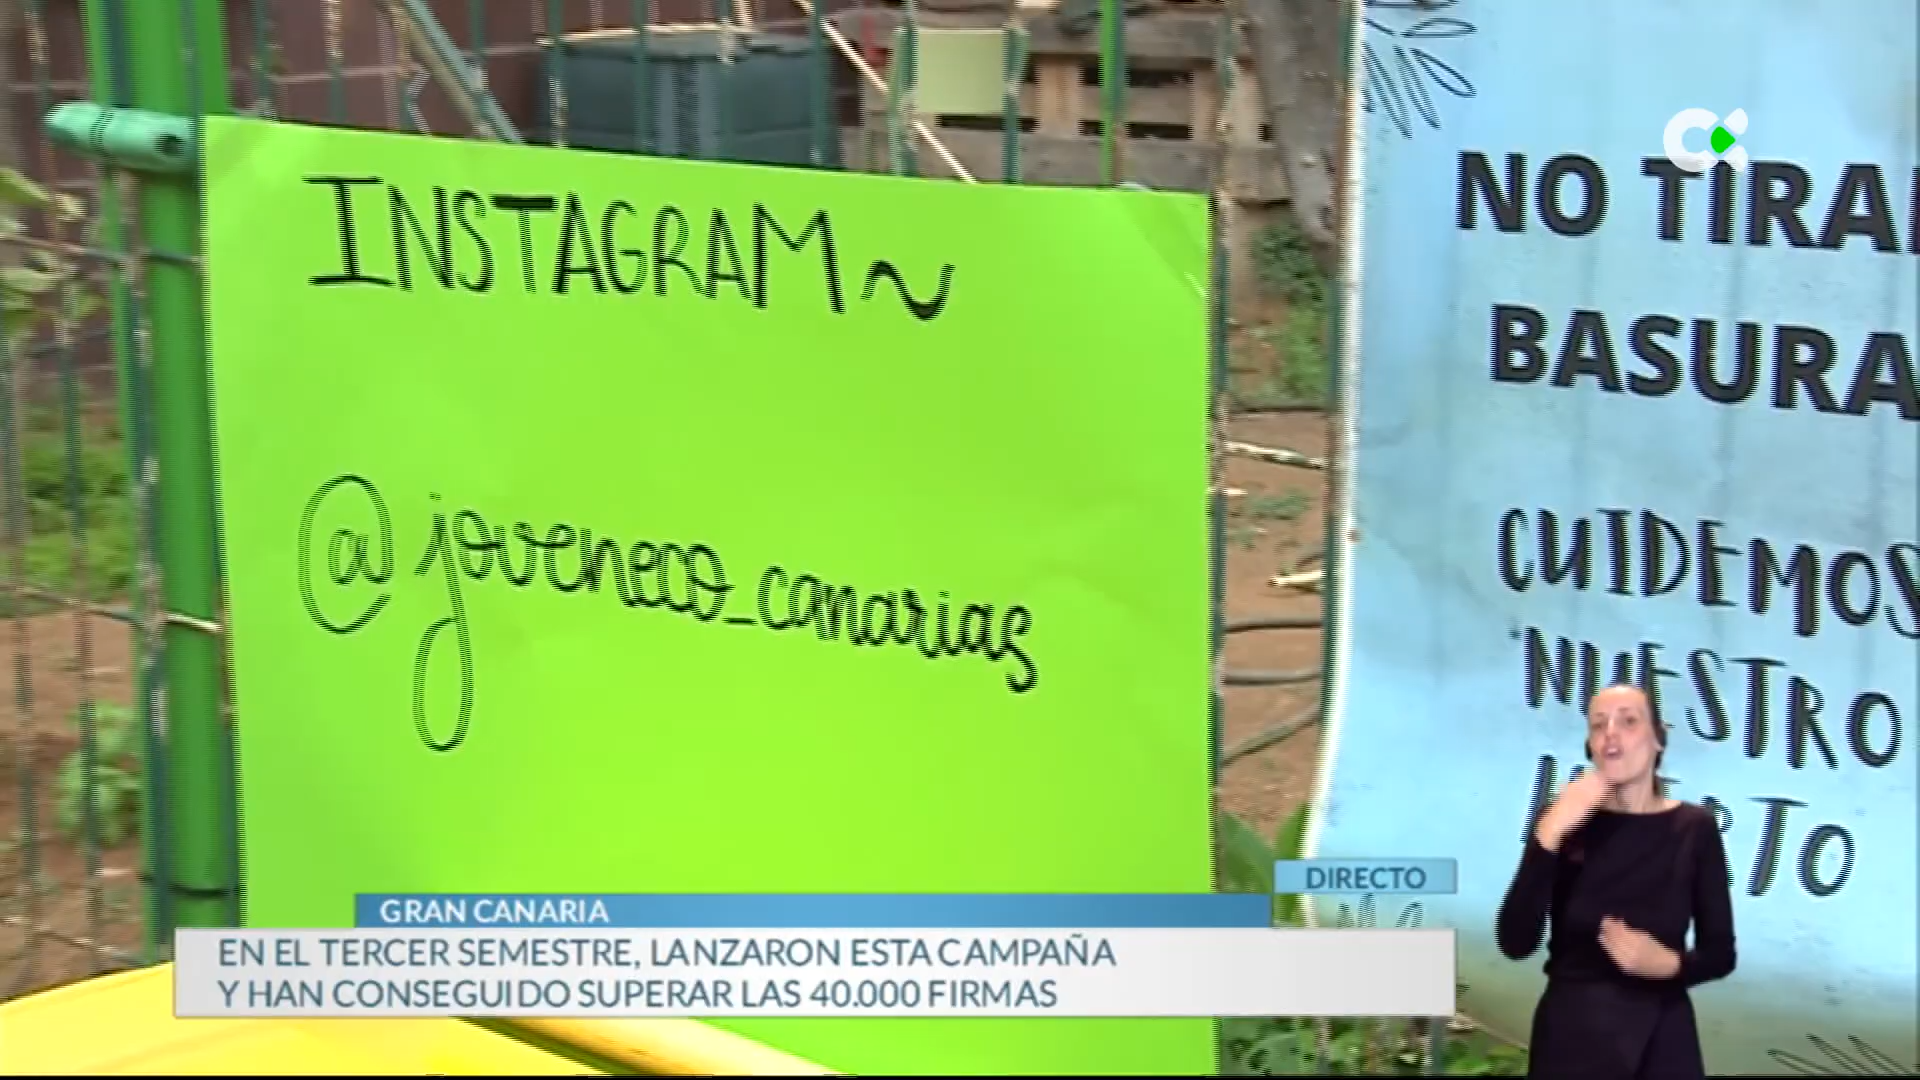 INSTAGRAM~
@joveneco_canarias
NO TIRA
BASURA
CUIDEMOS
NUESTRO
DIRECTO
GRAN CANARIA
EN EL TERCER SEMESTRE, LANZARON ESTA CAMPAÑA
Y HAN CONSEGUIDO SUPERAR LAS 40.000 FIRMAS